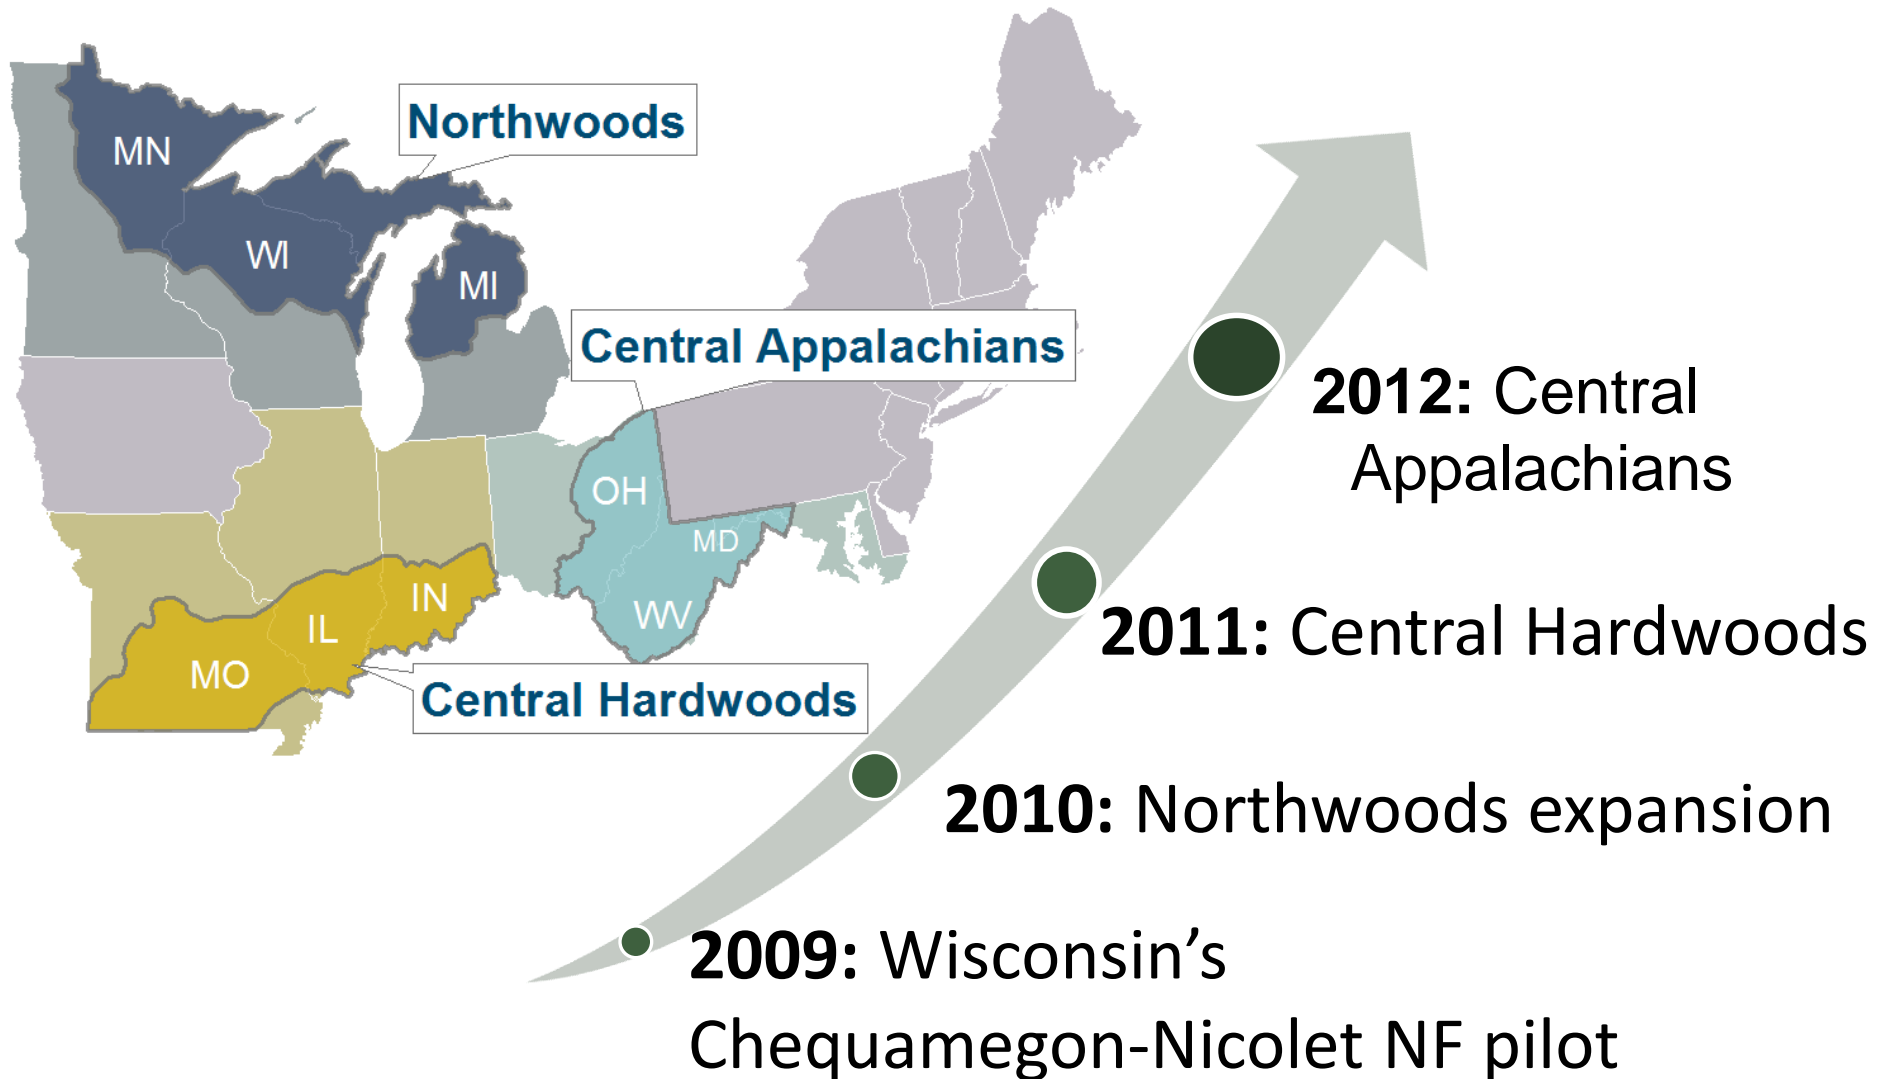 Northwoods
MN
WI
MI
Central Appalachians
OH
MD
WV
IN
IL
MO
Central Hardwoods
2012: Central
Appalachians
2011: Central Hardwoods
2010: Northwoods expansion
2009: Wisconsin’s
Chequamegon-Nicolet NF pilot